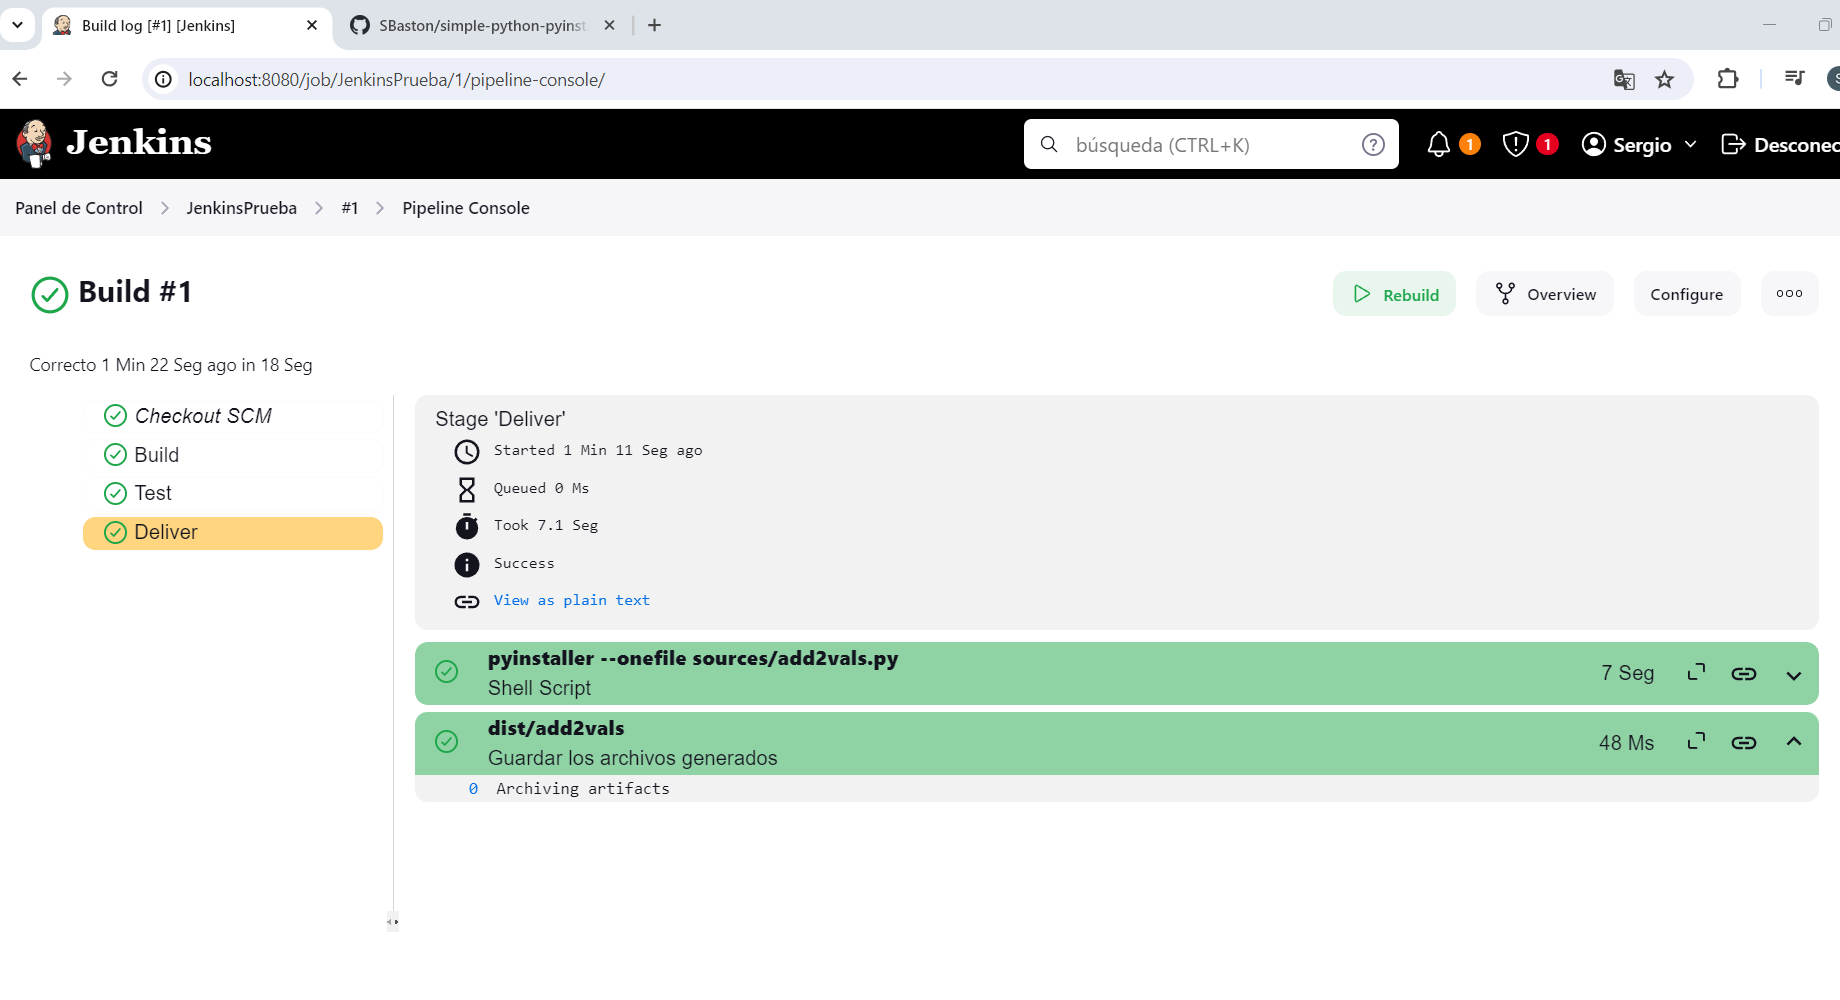 Build log [#1] [Jenkins]
SBaston/simple-python-pyinst
localhost:8080/job/JenkinsPrueba/1/pipeline-console/
Jenkins
búsqueda (CTRL+K)
1
1
Sergio
Desconec
Panel de Control
JenkinsPrueba
#1
Pipeline Console
Build #1
Rebuild
Overview
Configure
Correcto 1 Min 22 Seg ago in 18 Seg
Checkout SCM
Build
Test
Deliver
Stage 'Deliver'
Started 1 Min 11 Seg ago
Queued 0 Ms
Took 7.1 Seg
Success
View as plain text
pyinstaller --onefile sources/add2vals.py
Shell Script
7 Seg
dist/add2vals
Guardar los archivos generados
48 Ms
0 Archiving artifacts